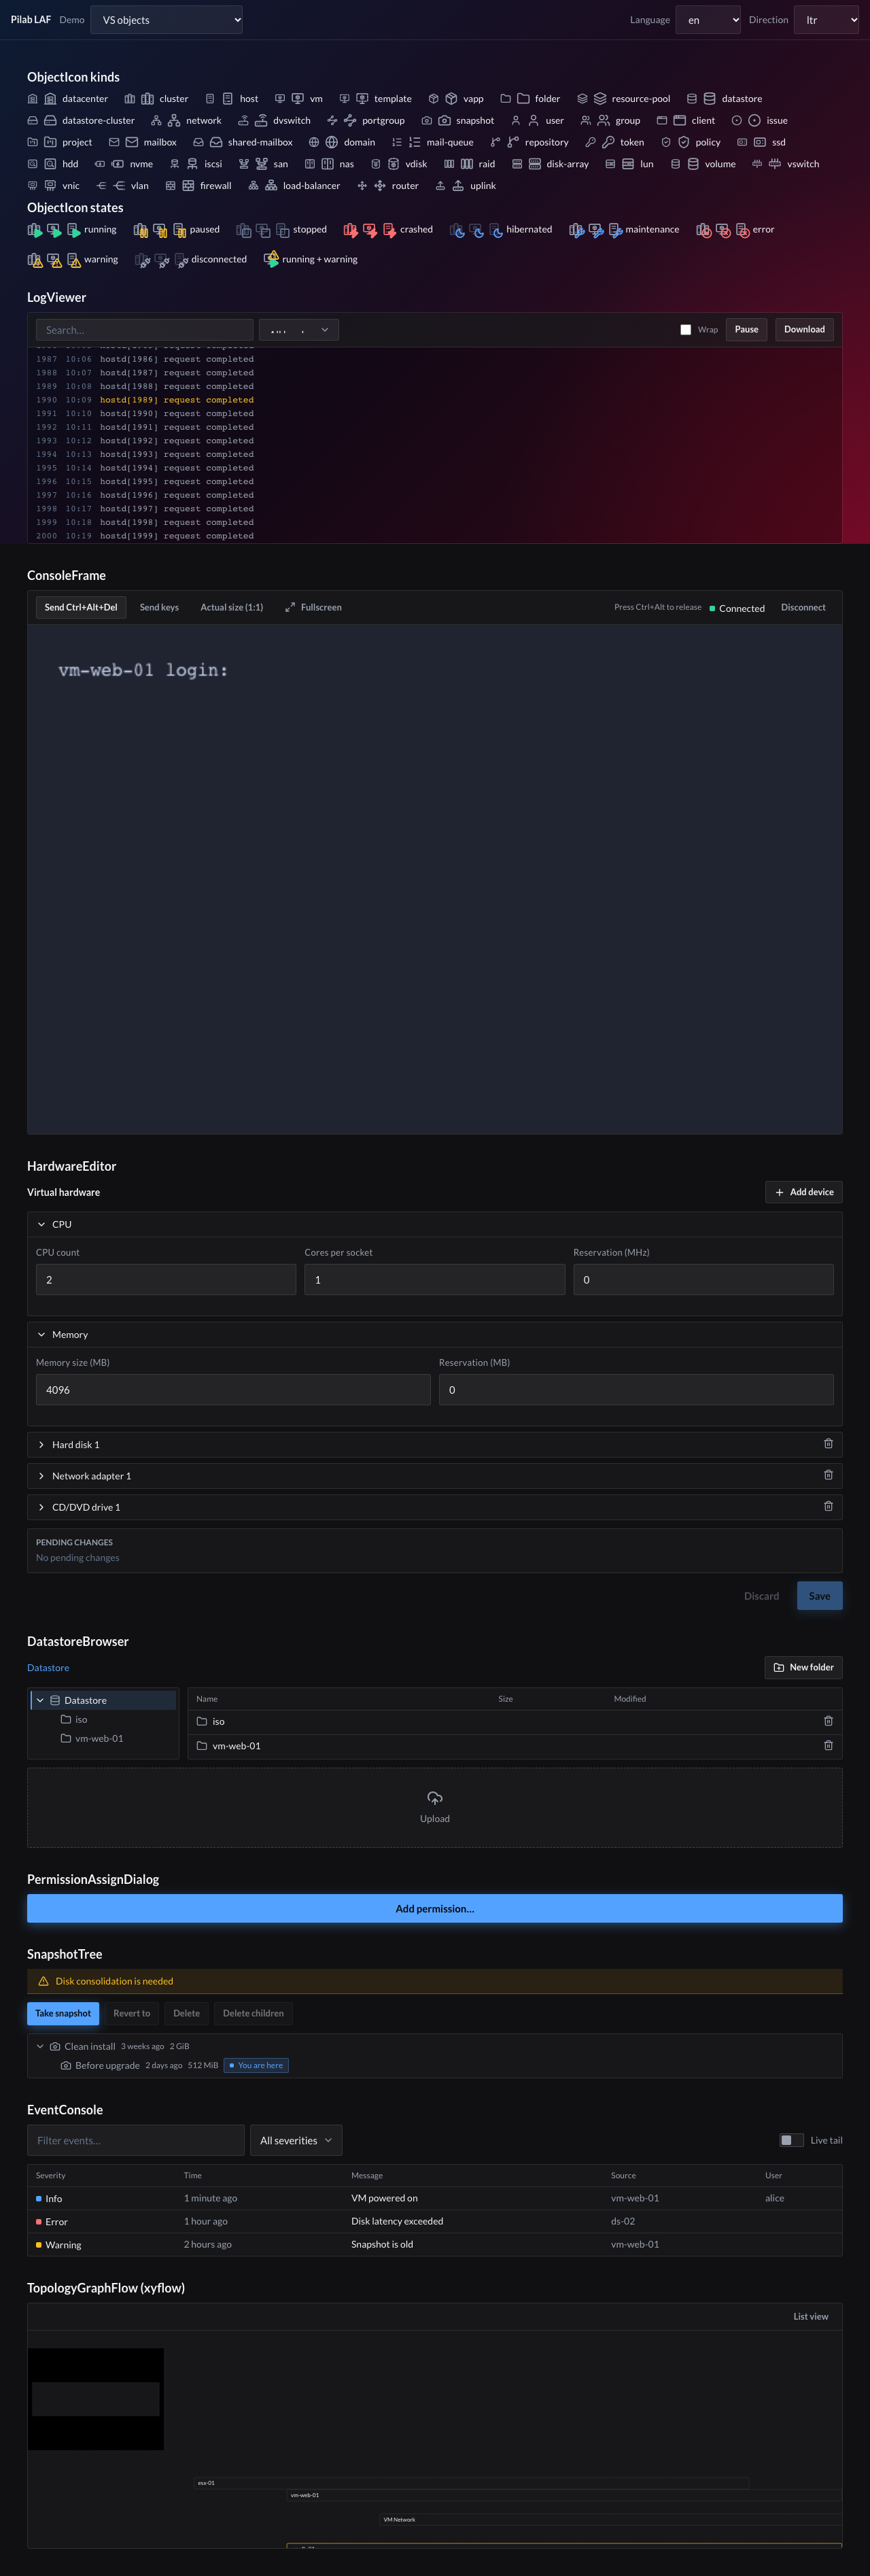 Pilab LAF Demo VS objects Language en Direction ltr
ObjectIcon kinds
datacenter cluster host vm template vapp folder resource-pool datastore
datastore-cluster network dvswitch portgroup snapshot user group client issue
project mailbox shared-mailbox domain mail-queue repository token policy ssd
hdd nvme iscsi san nas vdisk raid disk-array lun volume vswitch
vnic vlan firewall load-balancer router uplink
ObjectIcon states
running paused stopped crashed hibernated maintenance error
warning disconnected running + warning
LogViewer
Search... Wrap Pause Download
1987 10:06 hostd[1986] request completed
1988 10:07 hostd[1987] request completed
1989 10:08 hostd[1988] request completed
1990 10:09 hostd[1989] request completed
1991 10:10 hostd[1990] request completed
1992 10:11 hostd[1991] request completed
1993 10:12 hostd[1992] request completed
1994 10:13 hostd[1993] request completed
1995 10:14 hostd[1994] request completed
1996 10:15 hostd[1995] request completed
1997 10:16 hostd[1996] request completed
1998 10:17 hostd[1997] request completed
1999 10:18 hostd[1998] request completed
2000 10:19 hostd[1999] request completed
ConsoleFrame
Send Ctrl+Alt+Del Send keys Actual size (1:1) Fullscreen Press Ctrl+Alt to release Connected Disconnect
vm-web-01 login:
HardwareEditor
Virtual hardware Add device
CPU
CPU count Cores per socket Reservation (MHz)
2 1 0
Memory
Memory size (MB) Reservation (MB)
4096 0
Hard disk 1
Network adapter 1
CD/DVD drive 1
PENDING CHANGES
No pending changes
Discard Save
DatastoreBrowser
Datastore New folder
Datastore Name Size Modified
iso iso
vm-web-01 vm-web-01
Upload
PermissionAssignDialog
Add permission...
SnapshotTree
Disk consolidation is needed
Take snapshot Revert to Delete Delete children
Clean install 3 weeks ago 2 GiB
Before upgrade 2 days ago 512 MiB You are here
EventConsole
Filter events... All severities Live tail
Severity Time Message Source User
Info 1 minute ago VM powered on vm-web-01 alice
Error 1 hour ago Disk latency exceeded ds-02
Warning 2 hours ago Snapshot is old vm-web-01
TopologyGraphFlow (xyflow)
List view
esx-01
vm-web-01
VM Network